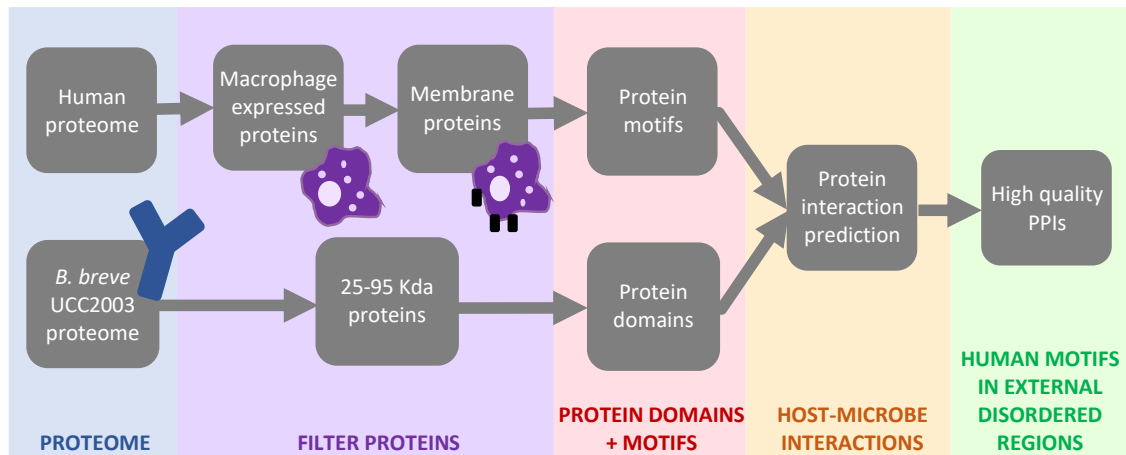 Human
proteome
Macrophage
expressed
proteins
Membrane
proteins
Protein
motifs
Protein
interaction
prediction
High quality
PPIs
B. breve
UCC2003
proteome
25-95 Kda
proteins
Protein
domains
PROTEOME
FILTER PROTEINS
PROTEIN DOMAINS
+ MOTIFS
HOST-MICROBE
INTERACTIONS
HUMAN MOTIFS
IN EXTERNAL
DISORDERED
REGIONS